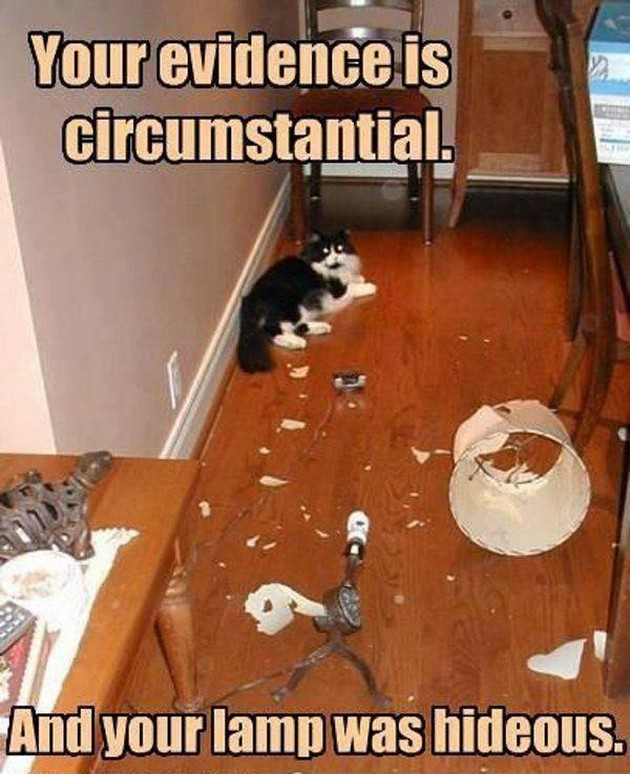 Your evidence is
circumstantial.
And your lamp was hideous.